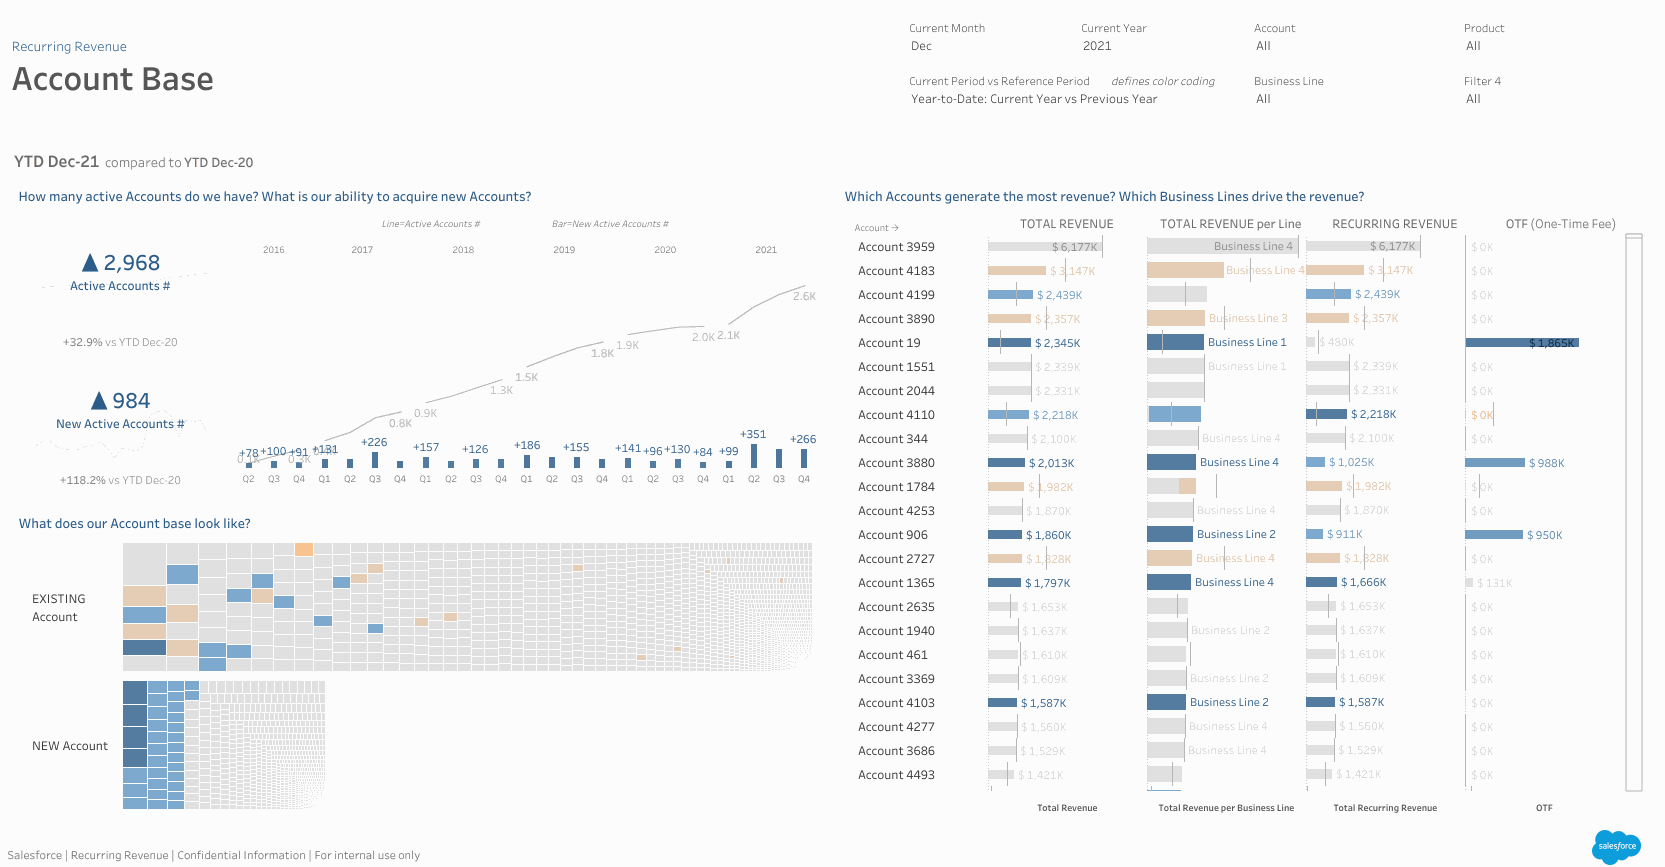 Recurring Revenue
Account Base
Current Month
Dec
Current Year
2021
Account
All
Product
All
Current Period vs Reference Period defines color coding
Year-to-Date: Current Year vs Previous Year
Business Line
All
Filter 4
All
YTD Dec-21 compared to YTD Dec-20
How many active Accounts do we have? What is our ability to acquire new Accounts?
Line=Active Accounts # Bar=New Active Accounts #
2016 2017 2018 2019 2020 2021
▲ 2,968
Active Accounts #
+32.9% vs YTD Dec-20
▲ 984
New Active Accounts #
+118.2% vs YTD Dec-20
0.3K 0.8K 0.9K 1.3K 1.5K 1.8K 1.9K 2.0K 2.1K 2.6K
+78 +100 +91 +131 +226 +157 +126 +186 +155 +141 +96 +130 +84 +99 +351 +266
Q2 Q3 Q4 Q1 Q2 Q3 Q4 Q1 Q2 Q3 Q4 Q1 Q2 Q3 Q4 Q1 Q2 Q3 Q4 Q1 Q2 Q3 Q4
What does our Account base look like?
EXISTING
Account
NEW Account
Which Accounts generate the most revenue? Which Business Lines drive the revenue?
Account → TOTAL REVENUE TOTAL REVENUE per Line RECURRING REVENUE OTF (One-Time Fee)
Account 3959 $ 6,177K Business Line 4 $ 6,177K $ 0K
Account 4183 $ 3,147K Business Line 4 $ 3,147K $ 0K
Account 4199 $ 2,439K $ 2,439K $ 0K
Account 3890 $ 2,357K Business Line 3 $ 2,357K $ 0K
Account 19 $ 2,345K Business Line 1 $ 480K $ 1,865K
Account 1551 $ 2,339K Business Line 1 $ 2,339K $ 0K
Account 2044 $ 2,331K $ 2,331K $ 0K
Account 4110 $ 2,218K $ 2,218K $ 0K
Account 344 $ 2,100K Business Line 4 $ 2,100K $ 0K
Account 3880 $ 2,013K Business Line 4 $ 1,025K $ 988K
Account 1784 $ 1,982K $ 1,982K $ 0K
Account 4253 $ 1,870K Business Line 4 $ 1,870K $ 0K
Account 906 $ 1,860K Business Line 2 $ 911K $ 950K
Account 2727 $ 1,828K Business Line 4 $ 1,828K $ 0K
Account 1365 $ 1,797K Business Line 4 $ 1,666K $ 131K
Account 2635 $ 1,653K $ 1,653K $ 0K
Account 1940 $ 1,637K Business Line 2 $ 1,637K $ 0K
Account 461 $ 1,610K $ 1,610K $ 0K
Account 3369 $ 1,609K Business Line 2 $ 1,609K $ 0K
Account 4103 $ 1,587K Business Line 2 $ 1,587K $ 0K
Account 4277 $ 1,560K Business Line 4 $ 1,560K $ 0K
Account 3686 $ 1,529K Business Line 4 $ 1.529K $ 0K
Account 4493 $ 1,421K $ 1,421K $ 0K
Total Revenue Total Revenue per Business Line Total Recurring Revenue OTF
Salesforce | Recurring Revenue | Confidential Information | For internal use only
salesforce